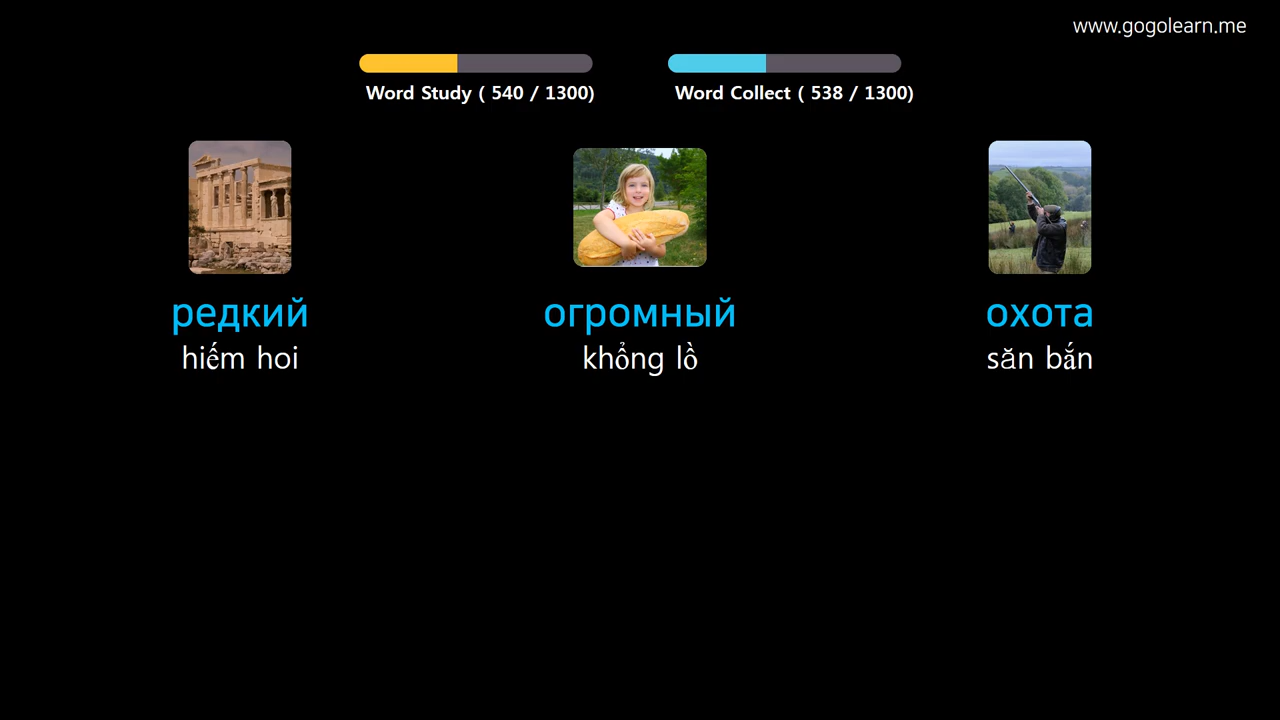 www.gogolearn.me
Word Study ( 540 / 1300)
Word Collect ( 538 / 1300)
редкий
огромный
охота
hiếm hoi
khổng lồ
săn bắn